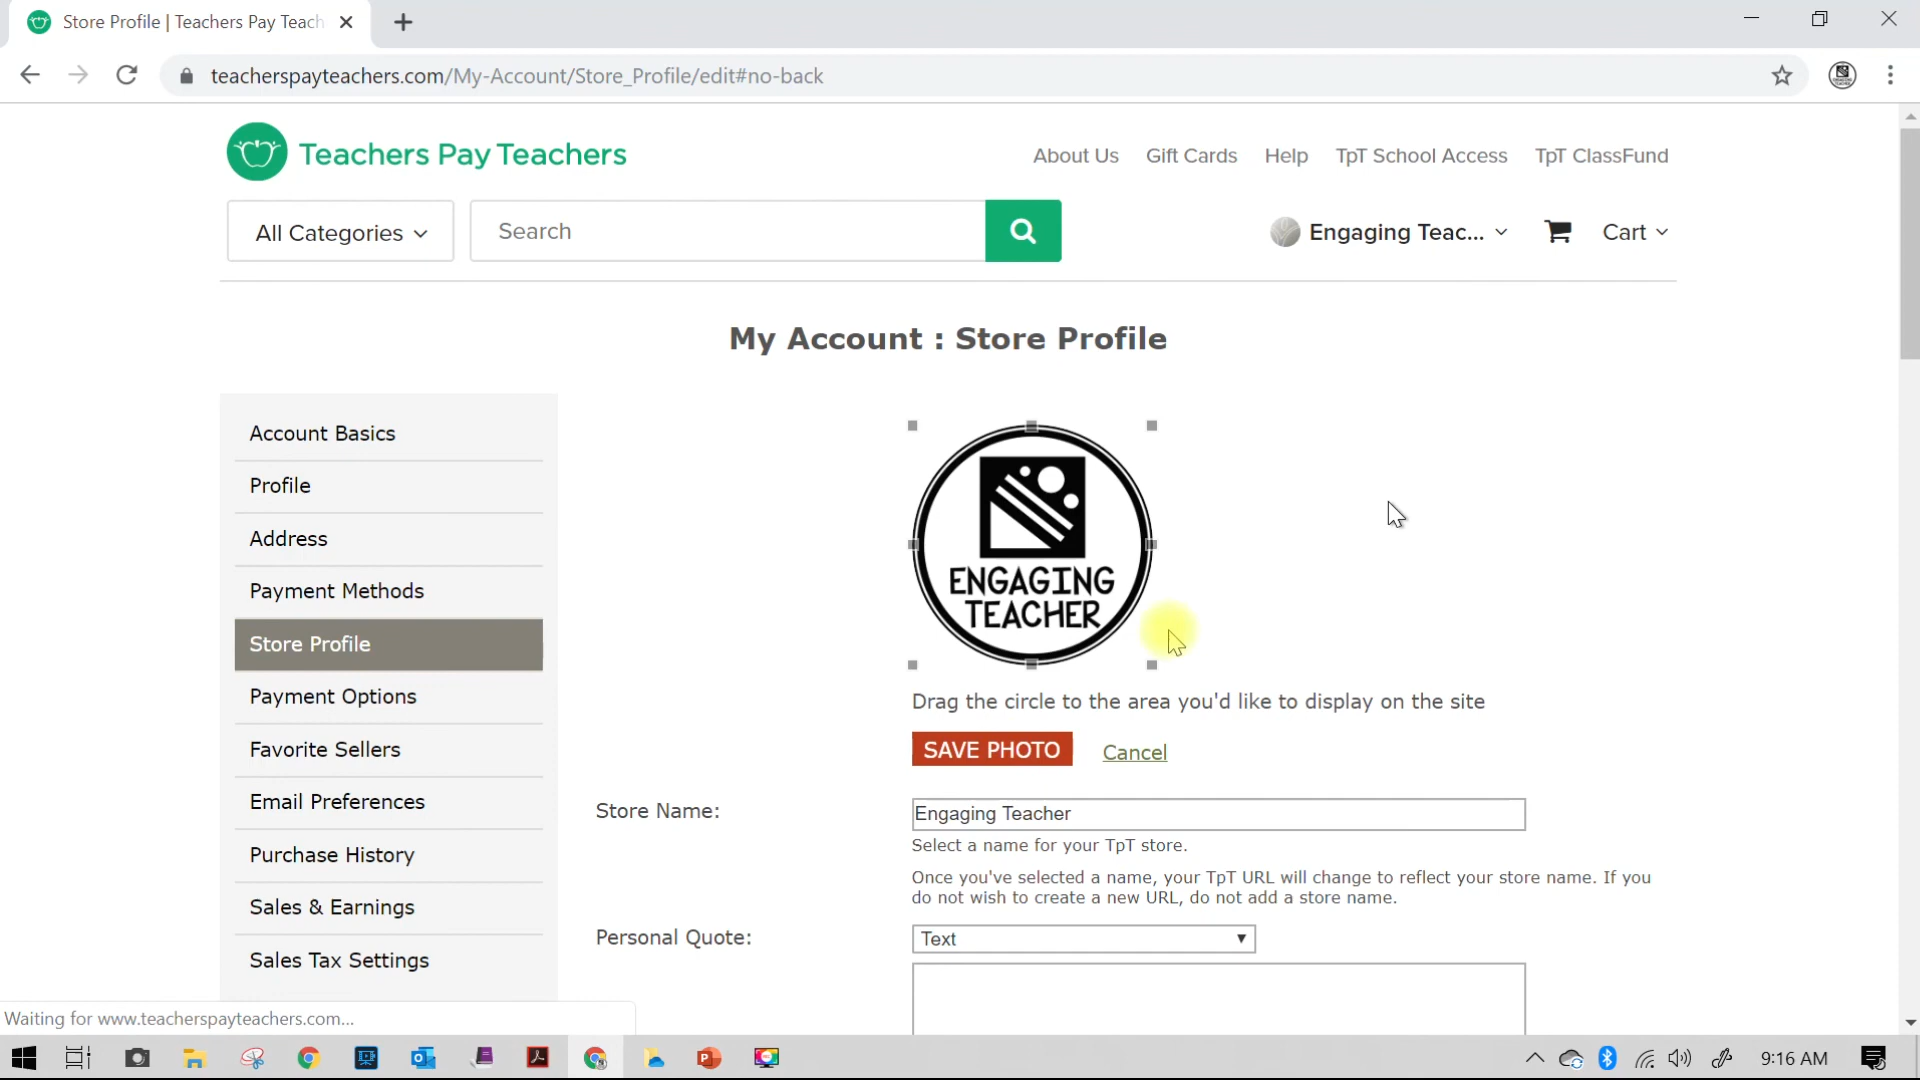 Store Profile | Teachers Pay Teach
teacherspayteachers.com/My-Account/Store_Profile/edit#no-back
Teachers Pay Teachers
About Us
Gift Cards
Help
TpT School Access
TpT ClassFund
All Categories
Search
Engaging Teac...
Cart
My Account : Store Profile
Account Basics
Profile
Address
Payment Methods
Store Profile
Payment Options
Favorite Sellers
Email Preferences
Purchase History
Sales & Earnings
Sales Tax Settings
ENGAGING
TEACHER
Drag the circle to the area you'd like to display on the site
SAVE PHOTO
Cancel
Store Name:
Engaging Teacher
Select a name for your TpT store.
Once you've selected a name, your TpT URL will change to reflect your store name. If you
do not wish to create a new URL, do not add a store name.
Personal Quote:
Text
Waiting for www.teacherspayteachers.com...
9:16 AM